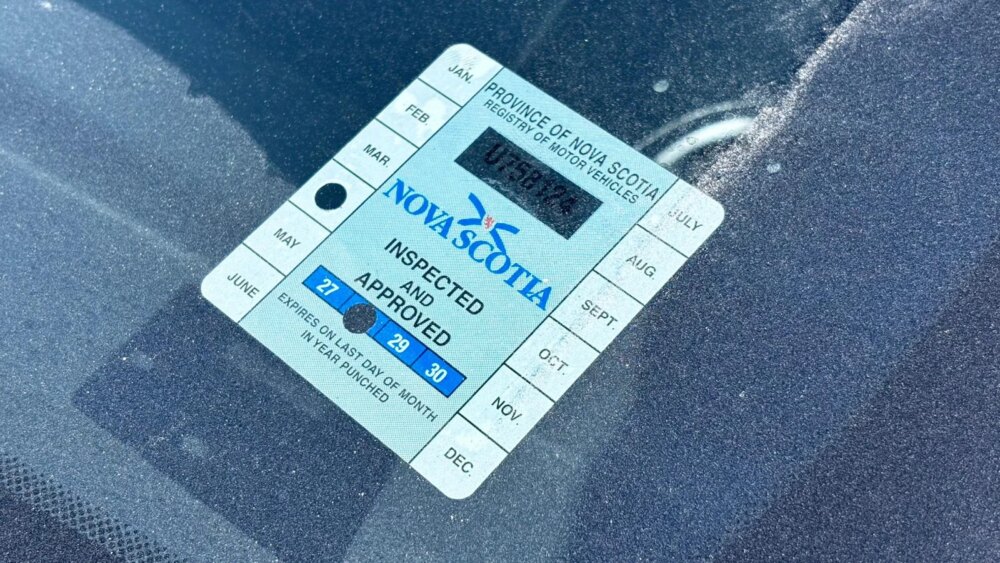 JAN.
FEB.
MAR.
MAY
JUNE
PROVINCE OF NOVA SCOTIA
REGISTRY OF MOTOR VEHICLES
NOVA SCOTIA
INSPECTED
AND
APPROVED
27 29 30
EXPIRES ON LAST DAY OF MONTH
IN YEAR PUNCHED
JULY
AUG.
SEPT.
OCT.
NOV.
DEC.